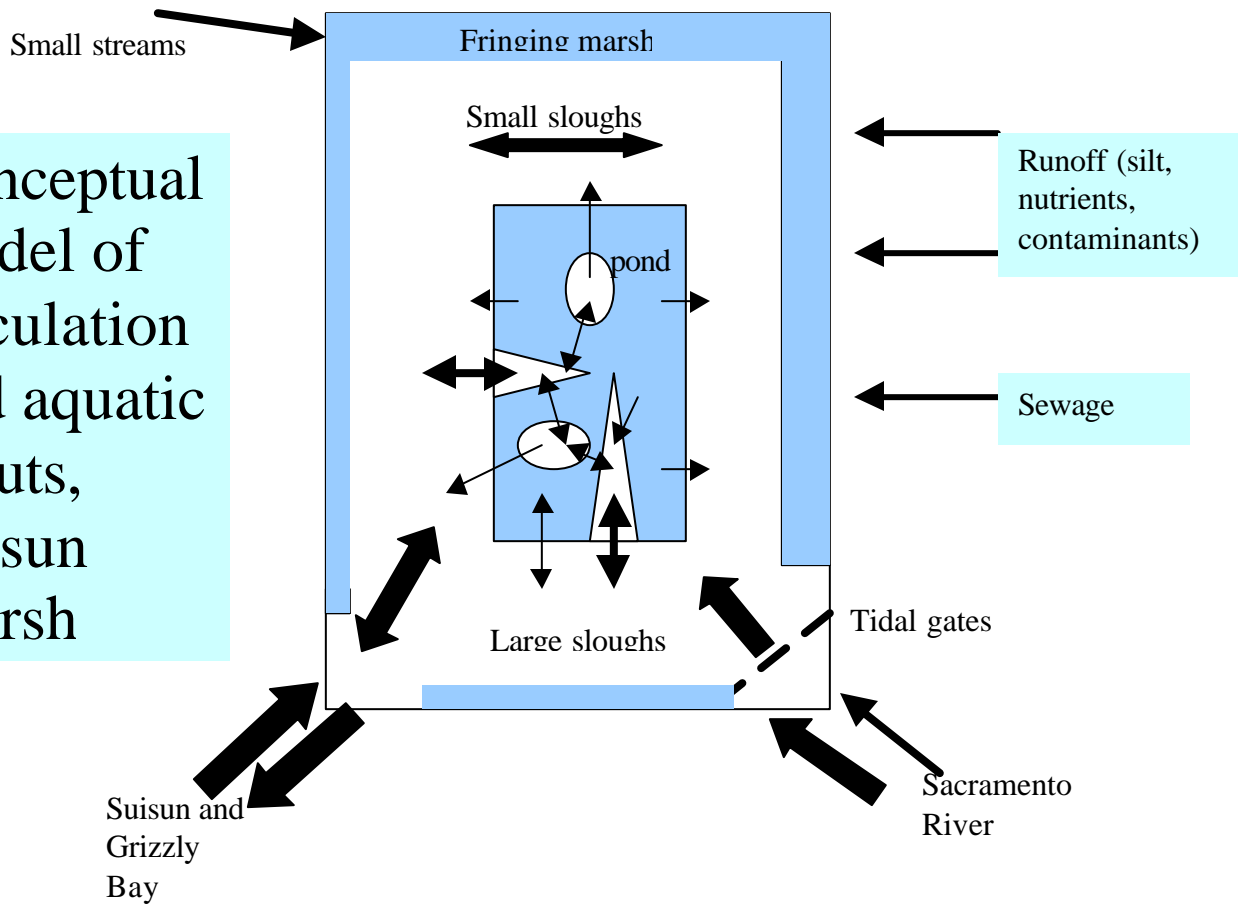 Small streams
Fringing marsh
Small sloughs
nceptual
del of
culation
d aquatic
uts,
sun
rsh
pond
Runoff (silt,
nutrients,
contaminants)
Sewage
Large sloughs
Tidal gates
Suisun and
Grizzly
Bay
Sacramento
River